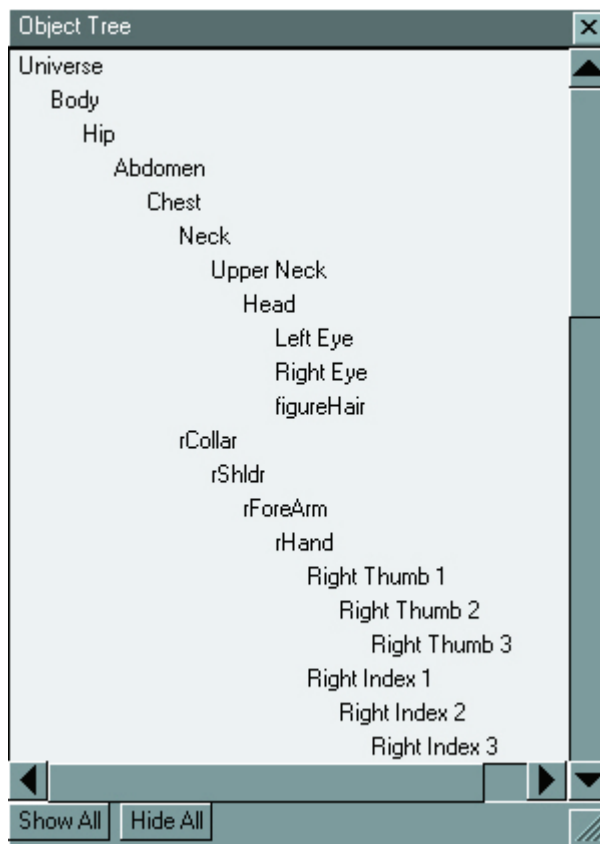 Object Tree
Universe
Body
Hip
Abdomen
Chest
Neck
Upper Neck
Head
Left Eye
Right Eye
figureHair
rCollar
rShldr
rForeArm
rHand
Right Thumb 1
Right Thumb 2
Right Thumb 3
Right Index 1
Right Index 2
Right Index 3
Show All Hide All